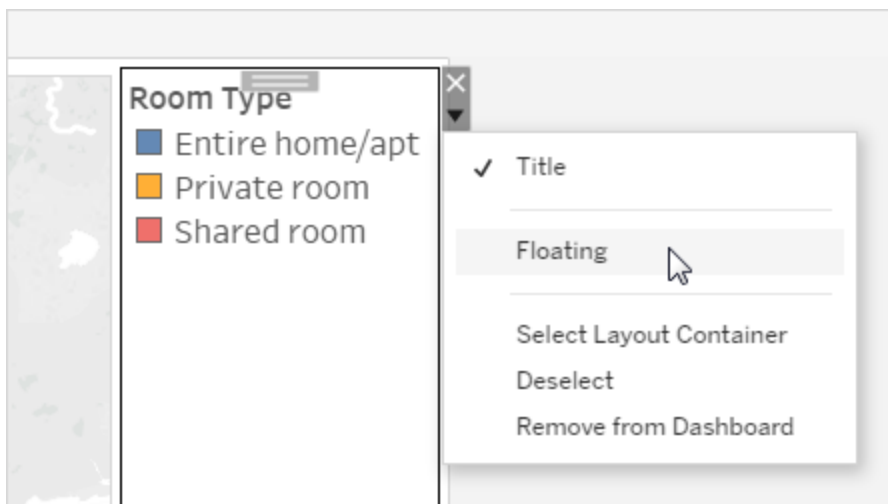 Room Type
Entire home/apt
Private room
Shared room
Title
Floating
Select Layout Container
Deselect
Remove from Dashboard